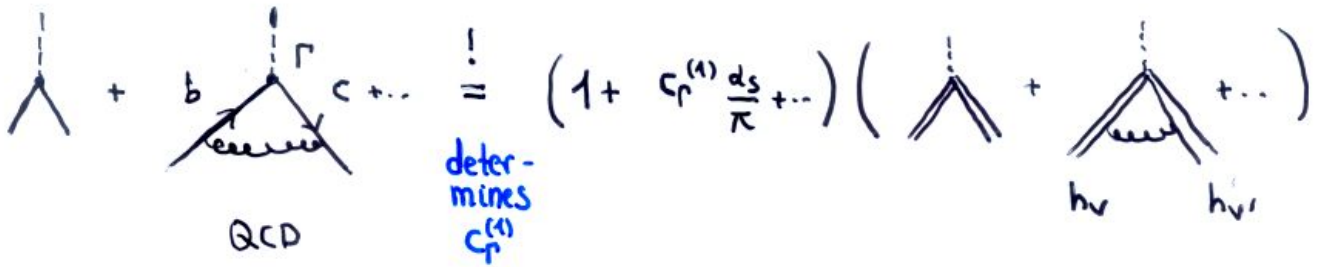 + b Γ c +... != (1 + c_Γ^(1) α_s/π + ...) ( + +.. )
deter-
mines
c_Γ^(1)
QCD
h_v h_v'